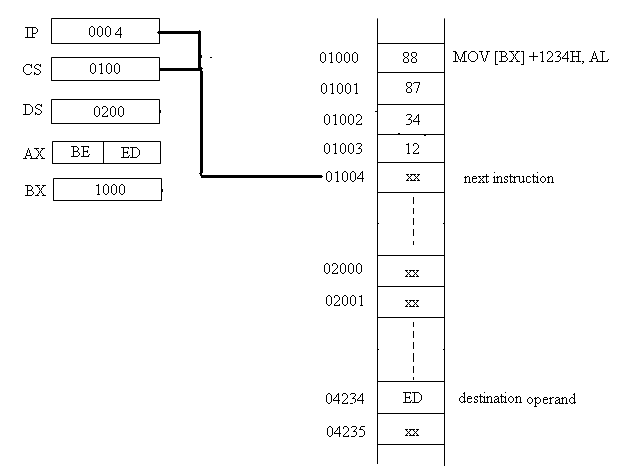 IP 0004
CS 0100
DS 0200
AX BE ED
BX 1000
01000 88 MOV [BX] +1234H, AL
01001 87
01002 34
01003 12
01004 xx next instruction
02000 xx
02001 xx
04234 ED destination operand
04235 xx